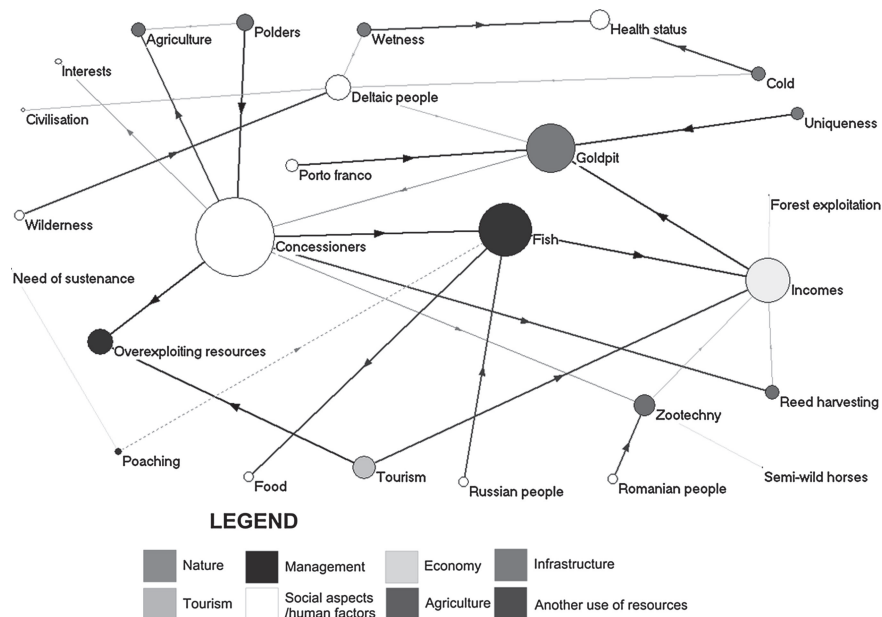 Agriculture
Polders
Wetness
Health status
Interests
Deltaic people
Cold
Civilisation
Uniqueness
Goldpit
Porto franco
Wilderness
Forest exploitation
Concessioners
Fish
Need of sustenance
Incomes
Overexploiting resources
Reed harvesting
Zootechny
Poaching
Food
Tourism
Russian people
Romanian people
Semi-wild horses
LEGEND
Nature
Management
Economy
Infrastructure
Tourism
Social aspects
/human factors
Agriculture
Another use of resources